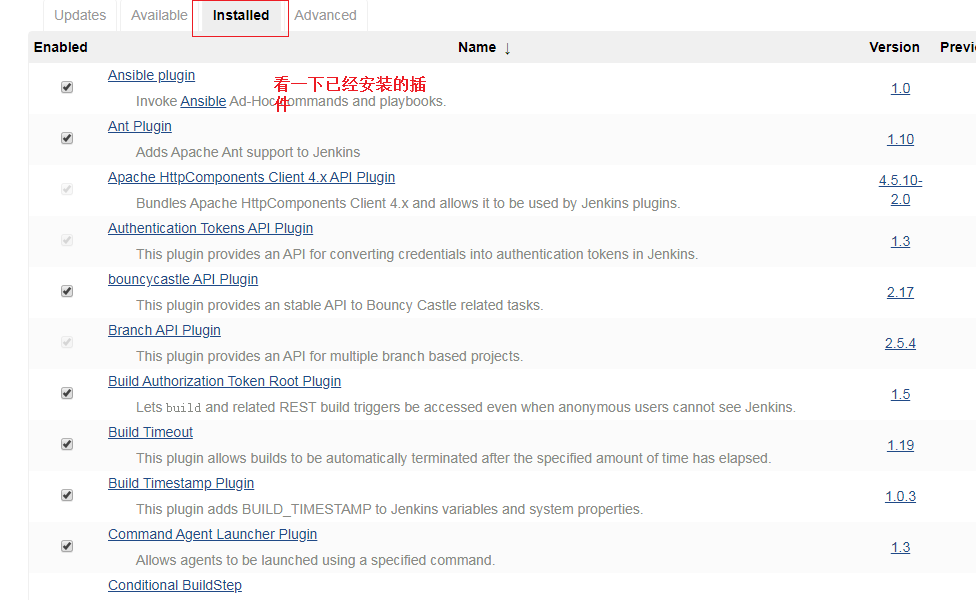 Updates Available Installed Advanced
Enabled Name ↓ Version Previ
Ansible plugin
看一下已经安装的插
件
Invoke Ansible Ad-Hoc commands and playbooks.
1.0
Ant Plugin
Adds Apache Ant support to Jenkins
1.10
Apache HttpComponents Client 4.x API Plugin
Bundles Apache HttpComponents Client 4.x and allows it to be used by Jenkins plugins.
4.5.10-
2.0
Authentication Tokens API Plugin
This plugin provides an API for converting credentials into authentication tokens in Jenkins.
1.3
bouncycastle API Plugin
This plugin provides an stable API to Bouncy Castle related tasks.
2.17
Branch API Plugin
This plugin provides an API for multiple branch based projects.
2.5.4
Build Authorization Token Root Plugin
Lets build and related REST build triggers be accessed even when anonymous users cannot see Jenkins.
1.5
Build Timeout
This plugin allows builds to be automatically terminated after the specified amount of time has elapsed.
1.19
Build Timestamp Plugin
This plugin adds BUILD_TIMESTAMP to Jenkins variables and system properties.
1.0.3
Command Agent Launcher Plugin
Allows agents to be launched using a specified command.
1.3
Conditional BuildStep